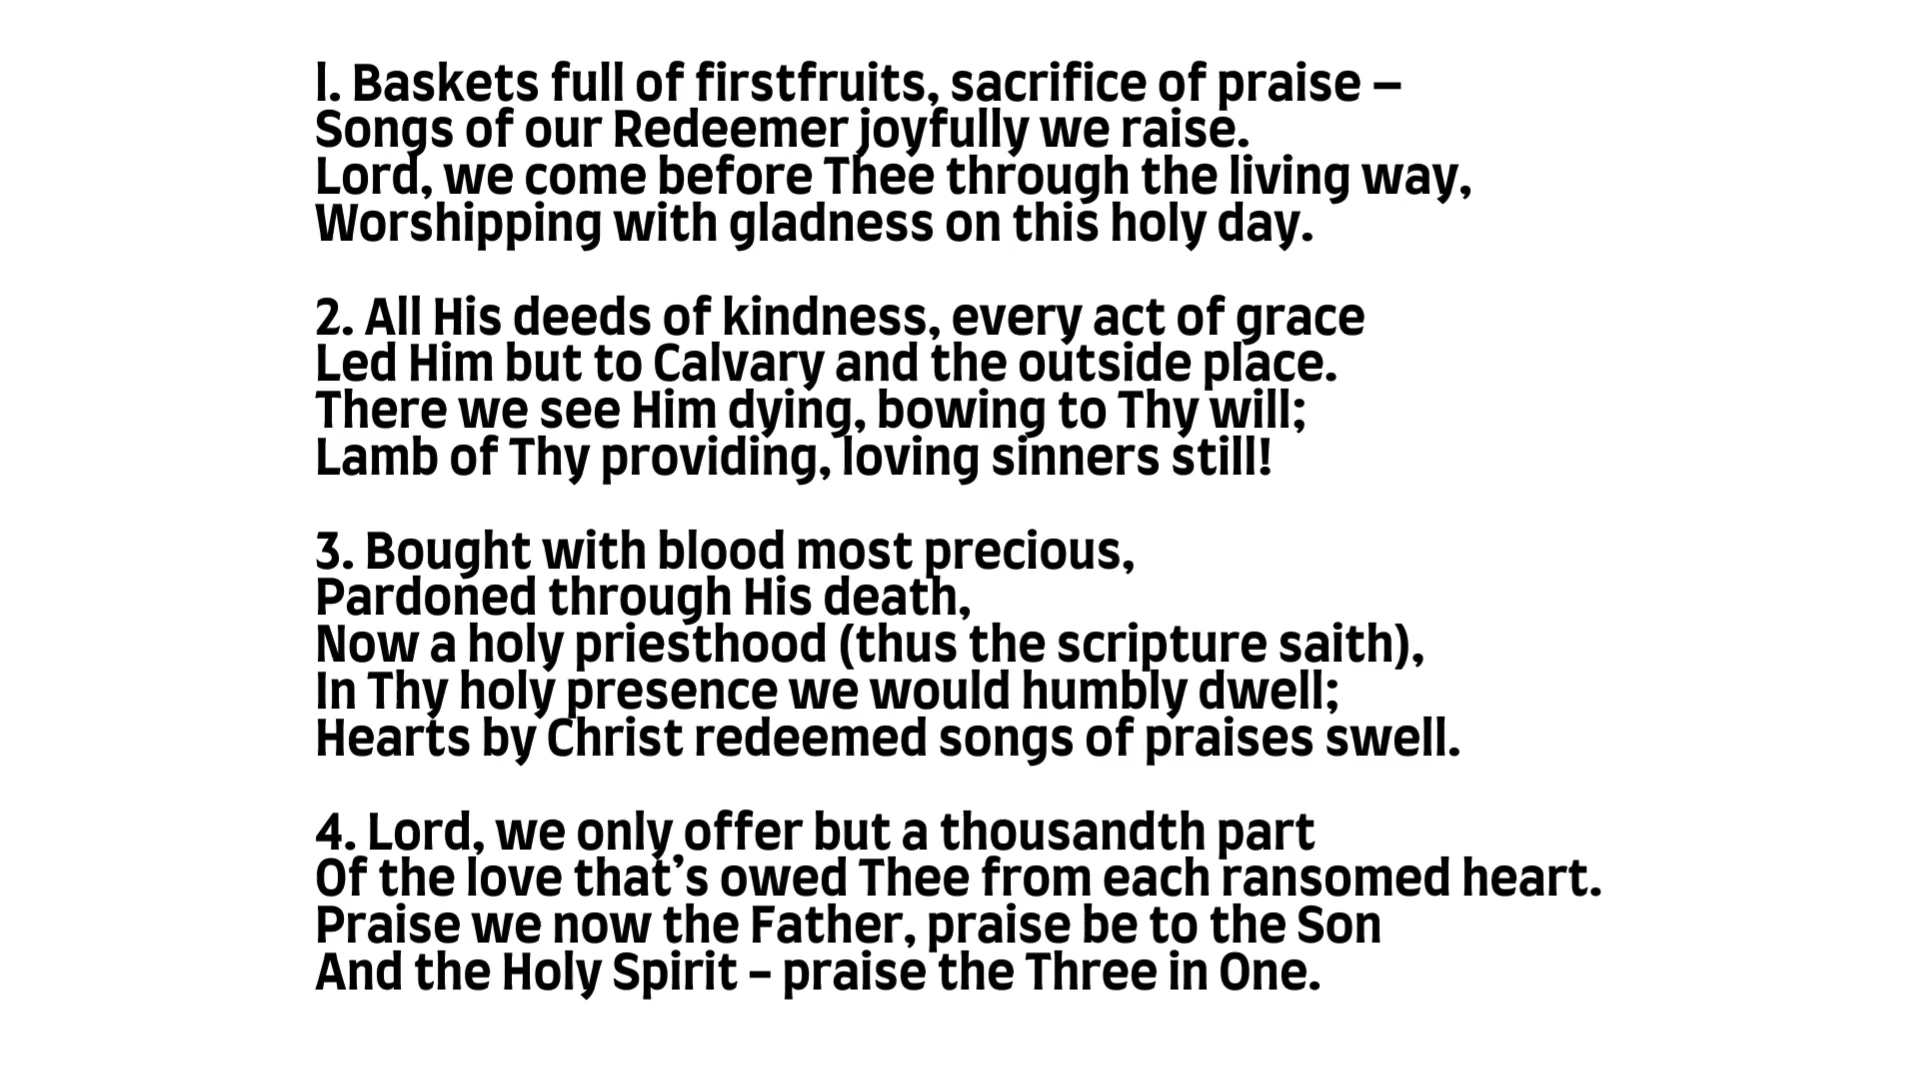 l. Baskets full of firstfruits, sacrifice of praise –
Songs of our Redeemer joyfully we raise.
Lord, we come before Thee through the living way,
Worshipping with gladness on this holy day.
2. All His deeds of kindness, every act of grace
Led Him but to Calvary and the outside place.
There we see Him dying, bowing to Thy will;
Lamb of Thy providing, loving sinners still!
3. Bought with blood most precious,
Pardoned through His death,
Now a holy priesthood (thus the scripture saith),
In Thy holy presence we would humbly dwell;
Hearts by Christ redeemed songs of praises swell.
4. Lord, we only offer but a thousandth part
Of the love that’s owed Thee from each ransomed heart.
Praise we now the Father, praise be to the Son
And the Holy Spirit – praise the Three in One.